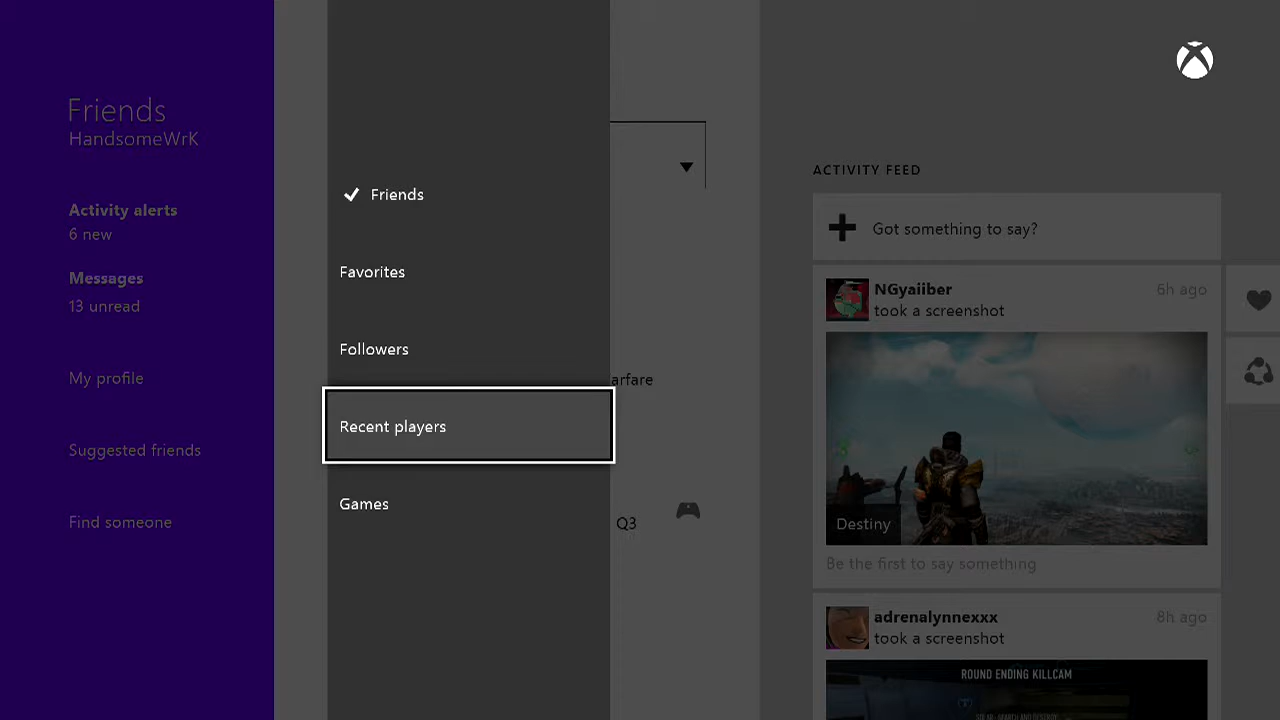 Friends
HandsomeWrK
Activity alerts
6 new
Messages
13 unread
My profile
Suggested friends
Find someone
Friends
Favorites
Followers
Recent players
Games
arfare
Q3
ACTIVITY FEED
Got something to say?
NGyaiiber
6h ago
took a screenshot
Destiny
Be the first to say something
adrenalynnexxx
8h ago
took a screenshot
ROUND ENDING KILLCAM